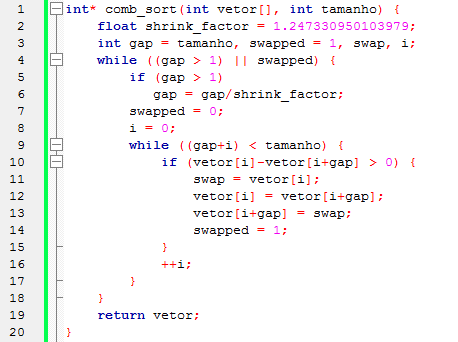 1 int* comb_sort(int vetor[], int tamanho) {
2     float shrink_factor = 1.247330950103979;
3     int gap = tamanho, swapped = 1, swap, i;
4     while ((gap > 1) || swapped) {
5         if (gap > 1)
6            gap = gap/shrink_factor;
7         swapped = 0;
8         i = 0;
9         while ((gap+i) < tamanho) {
10             if (vetor[i]-vetor[i+gap] > 0) {
11                 swap = vetor[i];
12                 vetor[i] = vetor[i+gap];
13                 vetor[i+gap] = swap;
14                 swapped = 1;
15             }
16             ++i;
17         }
18     }
19     return vetor;
20 }